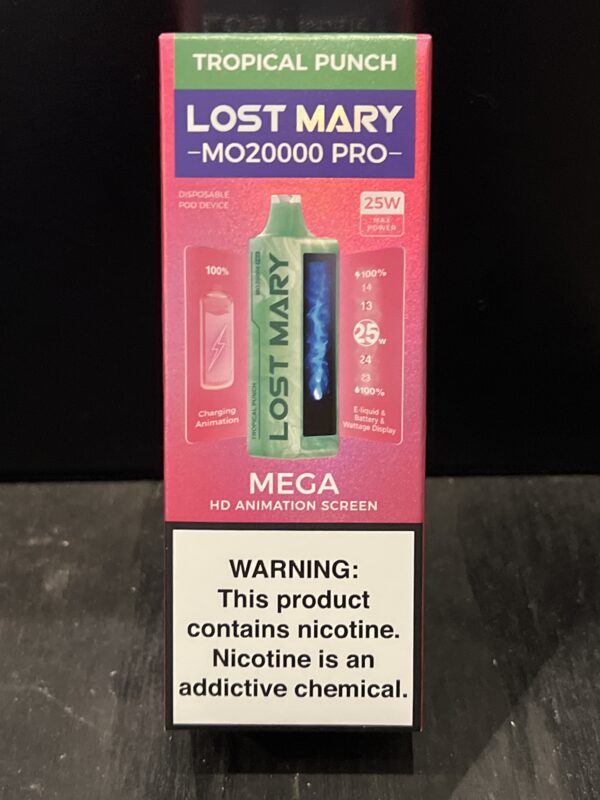 TROPICAL PUNCH
LOST MARY
-MO20000 PRO-
DISPOSABLE
POD DEVICE
25W
MAX
POWER
100%
Charging
Animation
TROPICAL PUNCH
LOST MARY
100%
14
13
25W
24
23
100%
E-liquid &
Battery &
Wattage Display
MEGA
HD ANIMATION SCREEN
WARNING:
This product
contains nicotine.
Nicotine is an
addictive chemical.